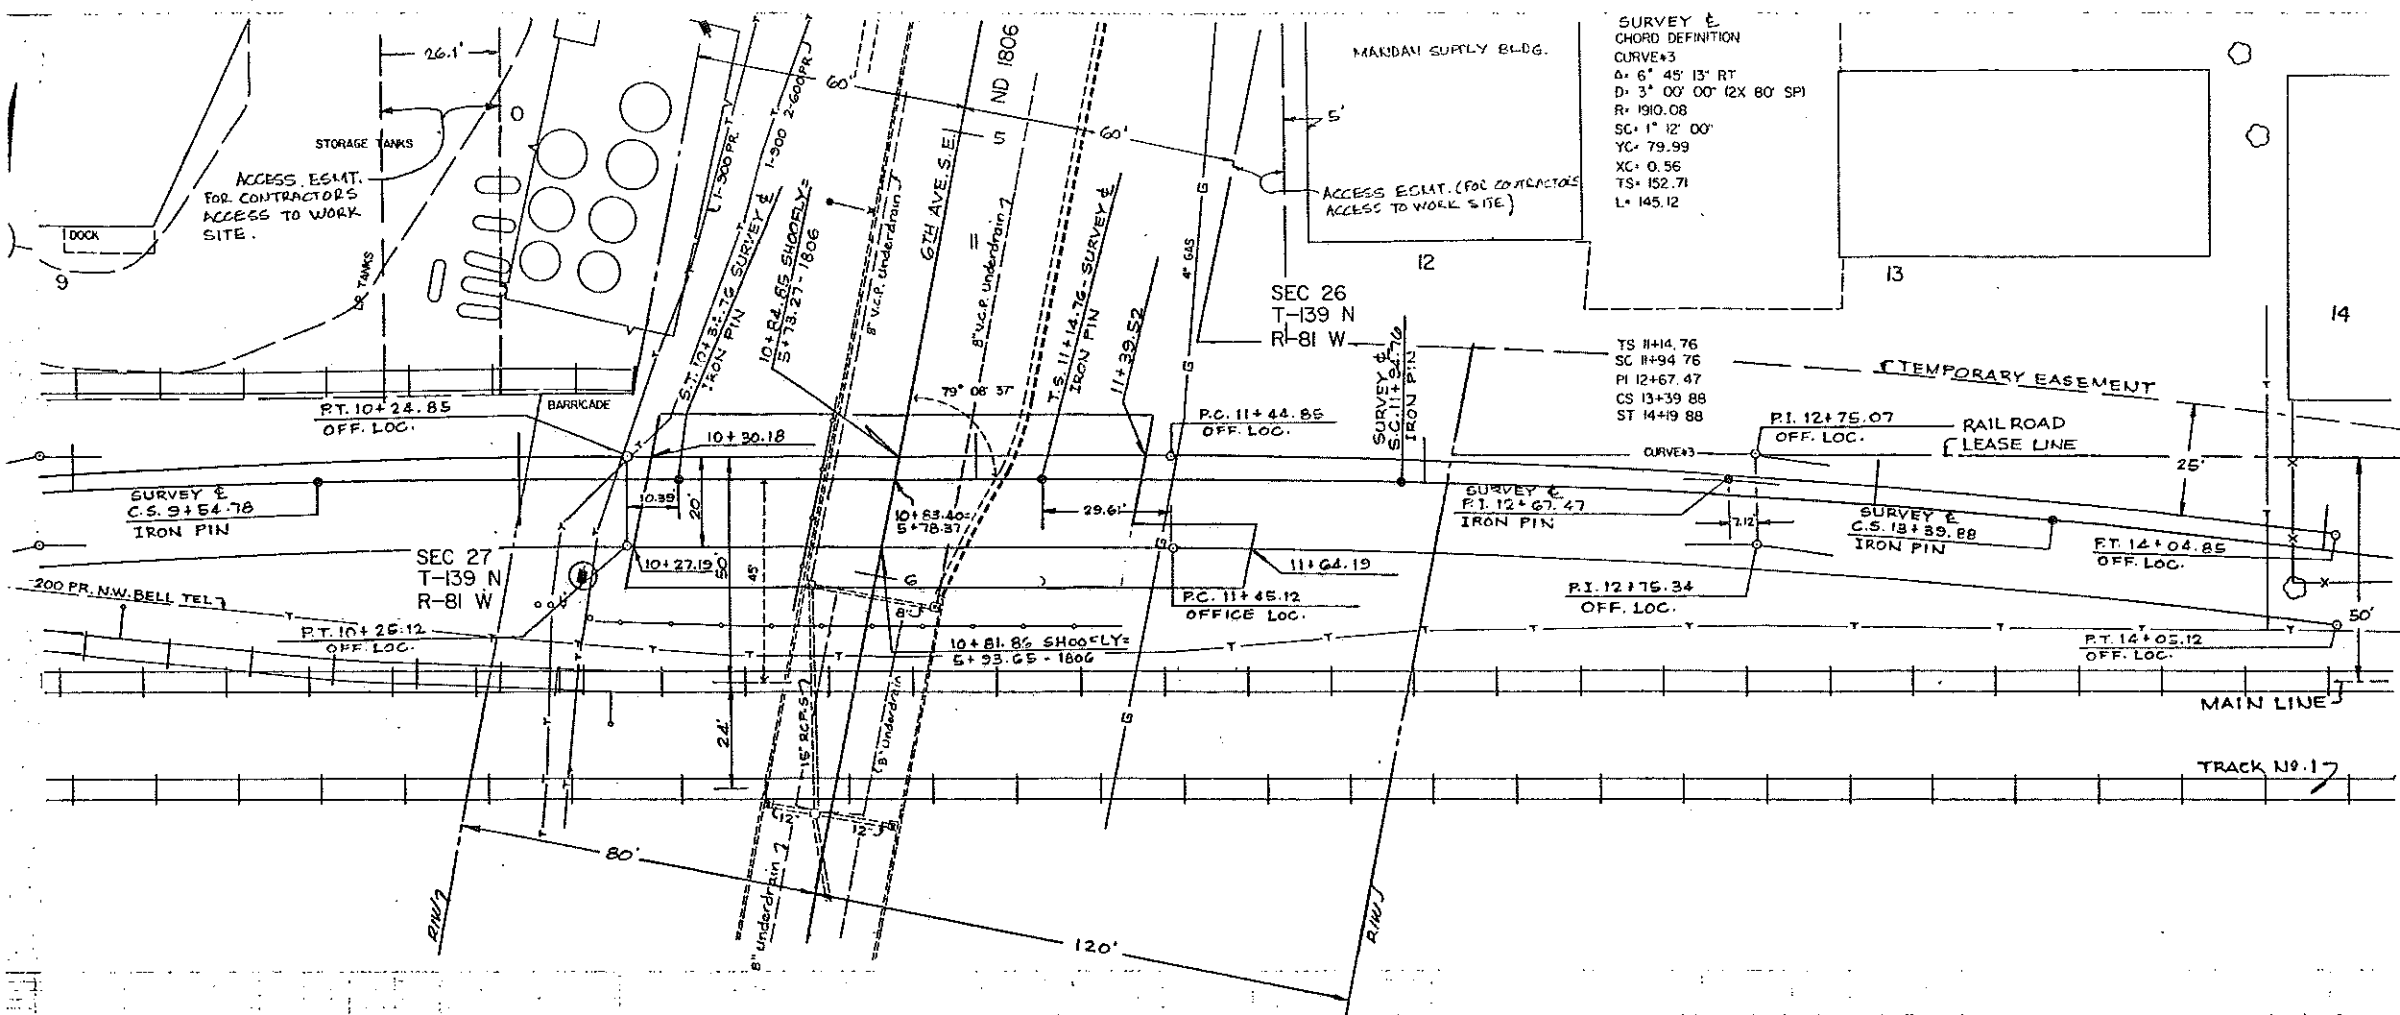 26.1'
STORAGE TANKS
ACCESS. ESMT.
FOR CONTRACTORS
ACCESS TO WORK
SITE.
DOCK
9
LP TANKS
1-900 PR.
1-900 2-600 PR.
60'
ND 1806
60'
5
6TH AVE. S.E.
8" V.C.P. Underdrain
8" V.C.P. Underdrain
=
5'
MANDAN SUPPLY BLDG.
ACCESS ESMT. (FOR CONTRACTORS
ACCESS TO WORK SITE)
12
SURVEY ℄
CHORD DEFINITION
CURVE#3
Δ= 6° 45' 13" RT
D= 3° 00' 00" (2X 80' SP)
R= 1910.08
SC= 1° 12' 00"
YC= 79.99
XC= 0.56
TS= 152.71
L= 145.12
13
14
4" GAS
SEC 26
T-139 N
R-81 W
TS 11+14.76
SC 11+94 76
PI 12+67.47
CS 13+39 88
ST 14+19 88
TEMPORARY EASEMENT
IRON PIN
SURVEY ℄
10+84.85 SHOOFLY=
5+73.27-1806
T.S. 11+14.76-SURVEY ℄
IRON PIN
11+39.52
79° 08' 37"
SURVEY ℄
S.C. 11+94.76
IRON PIN
P.T. 10+24.85
OFF. LOC.
BARRICADE
10+30.18
P.C. 11+44.85
OFF. LOC.
P.I. 12+75.07
OFF. LOC.
RAILROAD
LEASE LINE
CURVE#3
25'
SURVEY ℄
C.S. 9+54.78
IRON PIN
10.39'
20'
10+83.40=
5+78.37
29.61'
SURVEY ℄
P.I. 12+67.47
IRON PIN
7.12'
SURVEY ℄
C.S. 13+39.88
IRON PIN
P.T. 14+04.85
OFF. LOC.
SEC 27
T-139 N
R-81 W
10+27.19
50'
45'
6
11+64.19
200 PR. N.W. BELL TEL
8'
P.C. 11+45.12
OFFICE LOC.
P.I. 12+75.34
OFF. LOC.
50'
P.T. 10+25.12
OFF. LOC.
10+81.85 SHOOFLY=
5+93.65-1806
P.T. 14+05.12
OFF. LOC.
MAIN LINE
24'
15" RCP-S
8" Underdrain
TRACK NO. 1
12'
12'
80'
8" Underdrain
R/W
120'
R/W